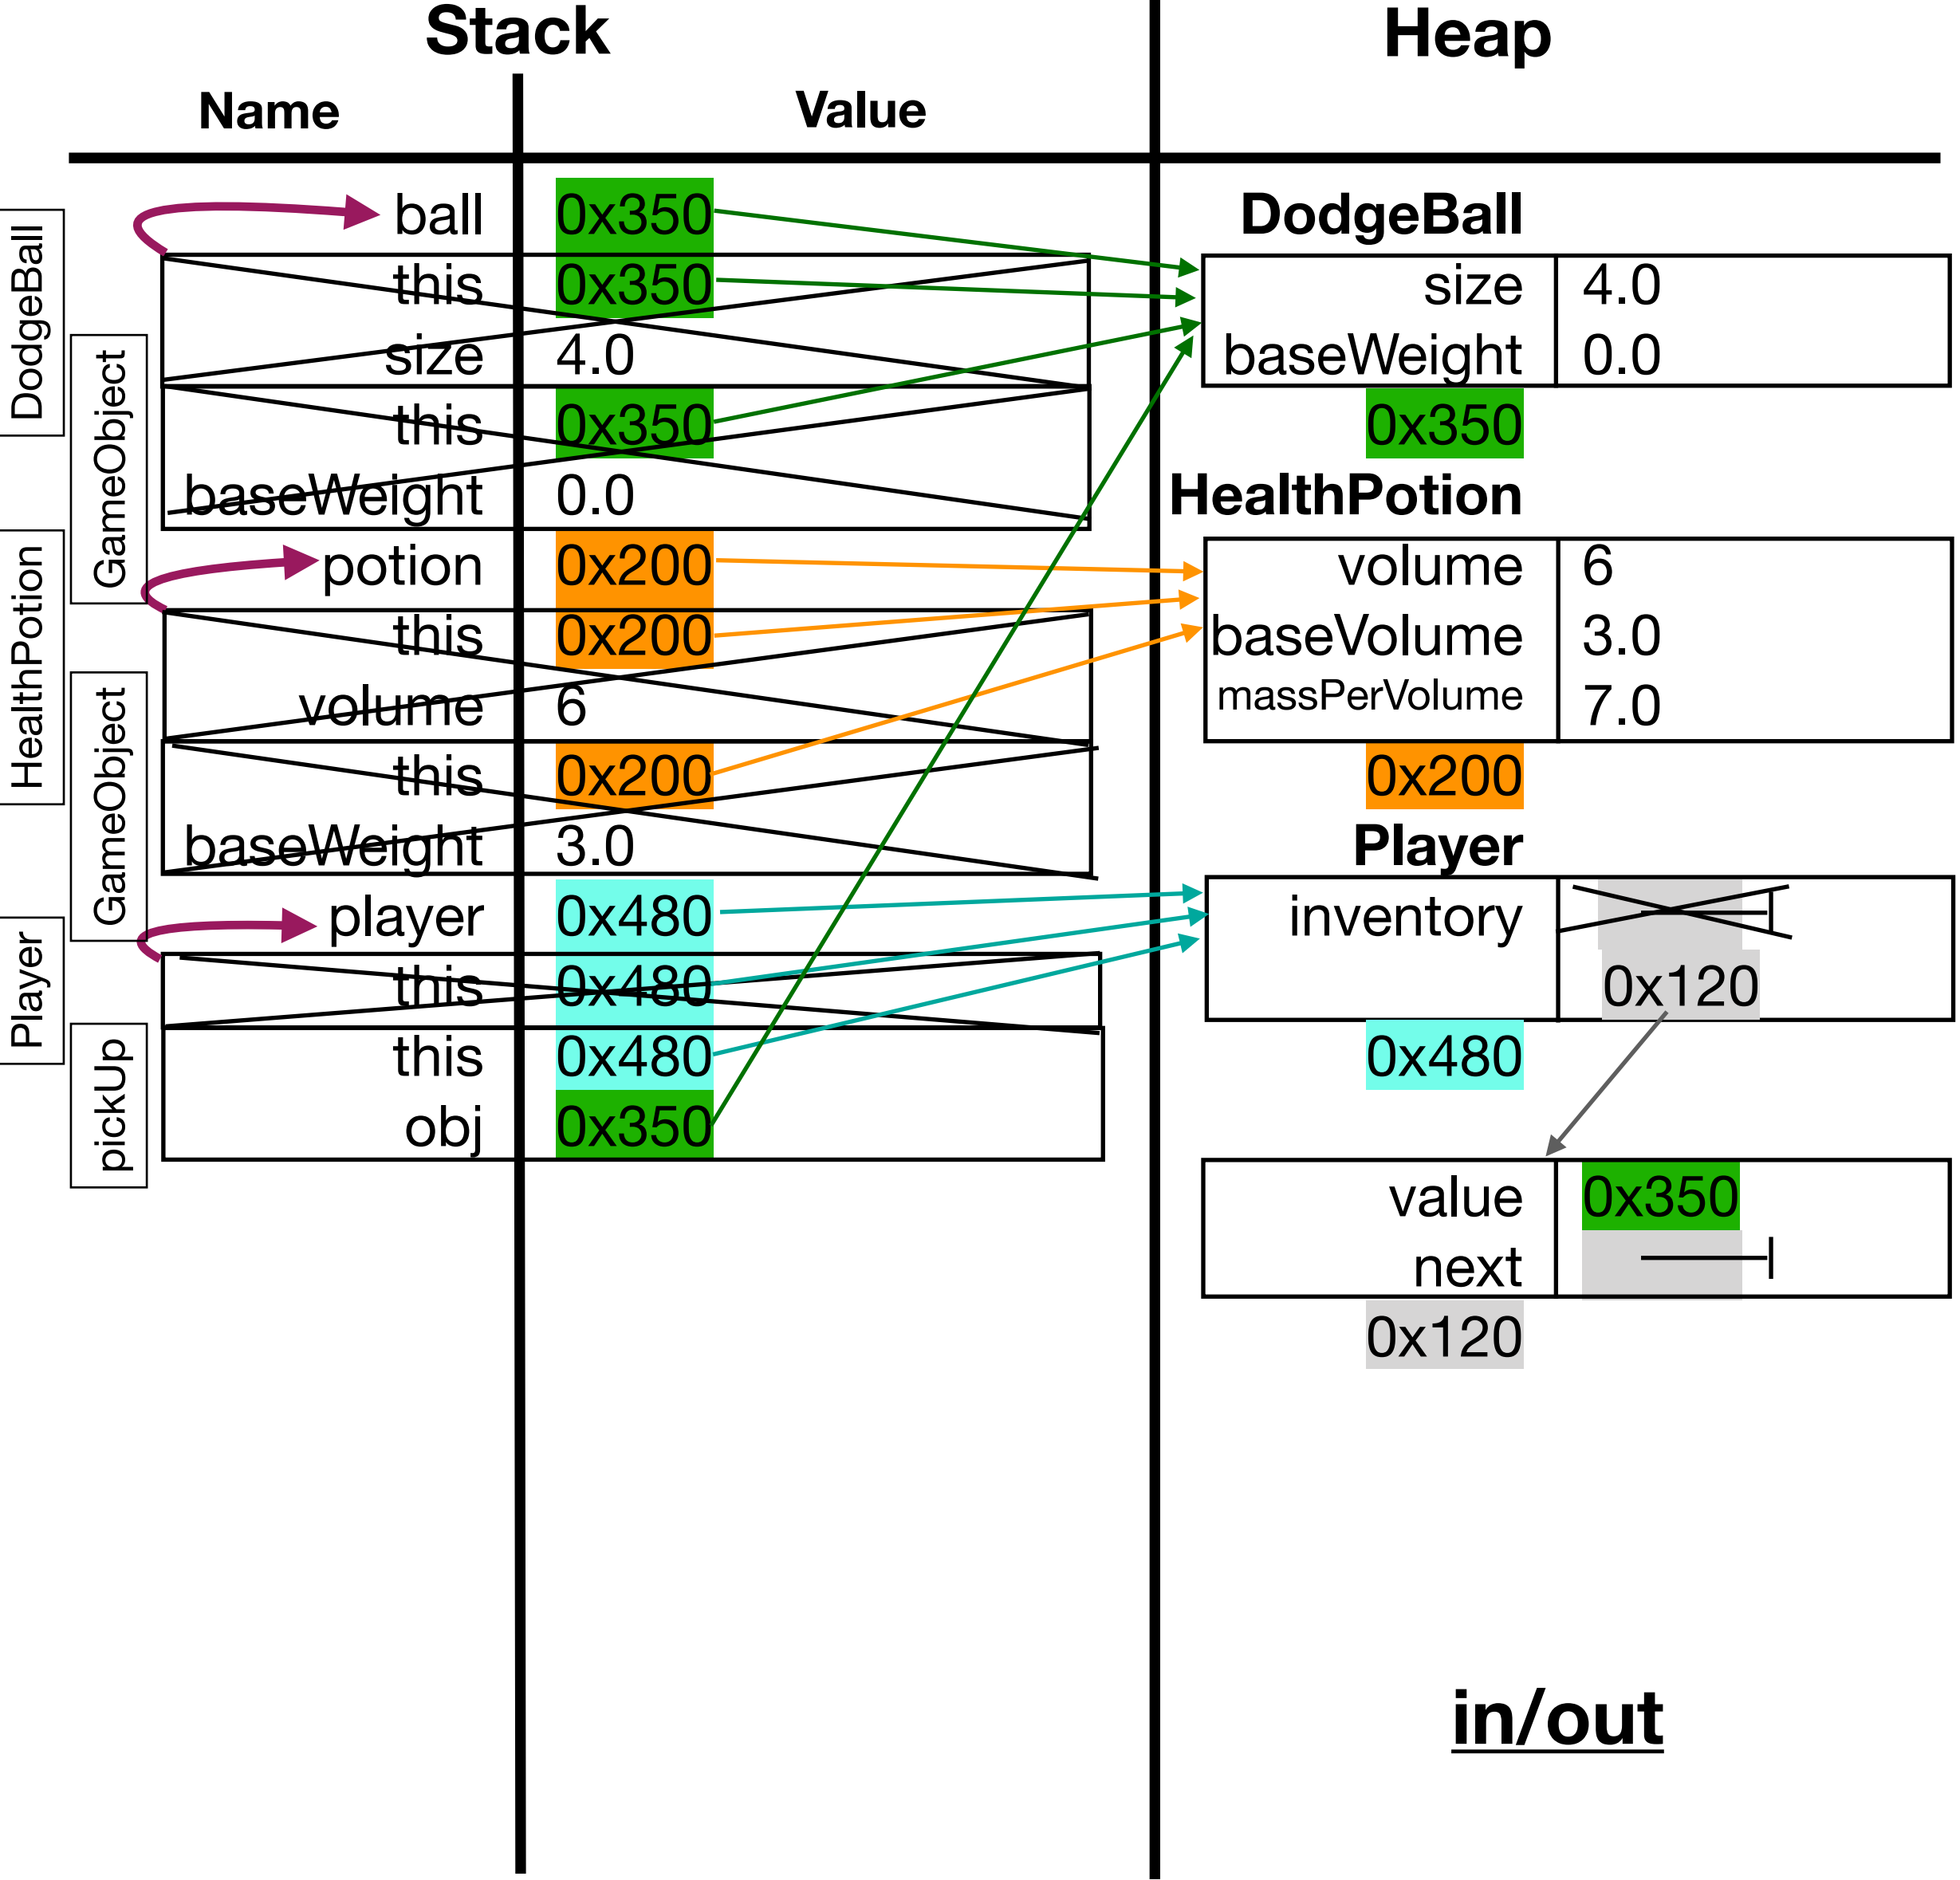 Stack
Heap
Name
Value
DodgeBall
GameObject
HealthPotion
GameObject
Player
pickUp
ball 0x350
this 0x350
size 4.0
this 0x350
baseWeight 0.0
potion 0x200
this 0x200
volume 6
this 0x200
baseWeight 3.0
player 0x480
this 0x480
this 0x480
obj 0x350
DodgeBall
size 4.0
baseWeight 0.0
0x350
HealthPotion
volume 6
baseVolume 3.0
massPerVolume 7.0
0x200
Player
inventory
0x120
0x480
value 0x350
next
0x120
in/out